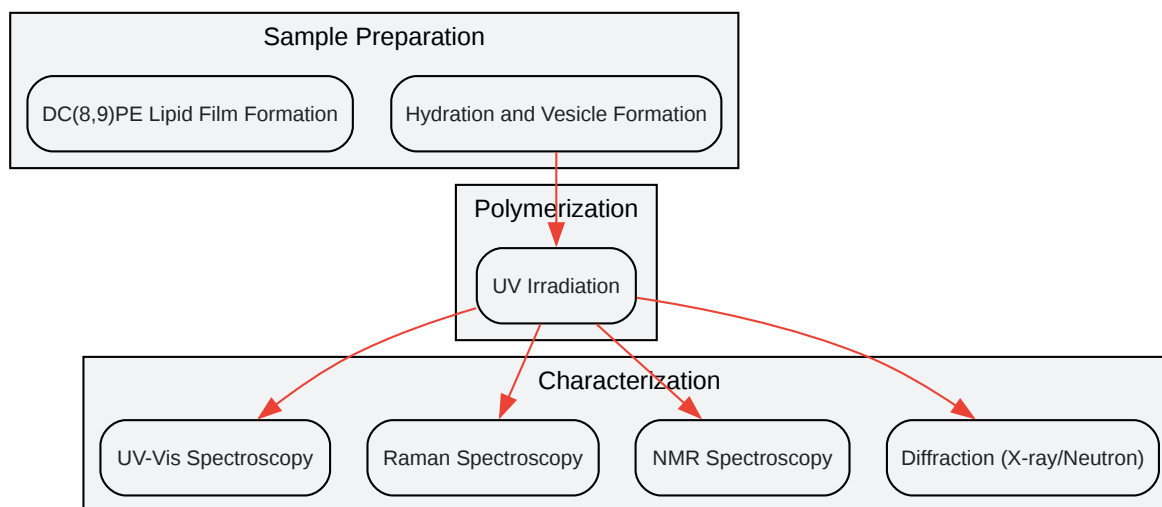 Sample Preparation
DC(8,9)PE Lipid Film Formation
Hydration and Vesicle Formation
Polymerization
UV Irradiation
Characterization
UV-Vis Spectroscopy
Raman Spectroscopy
NMR Spectroscopy
Diffraction (X-ray/Neutron)